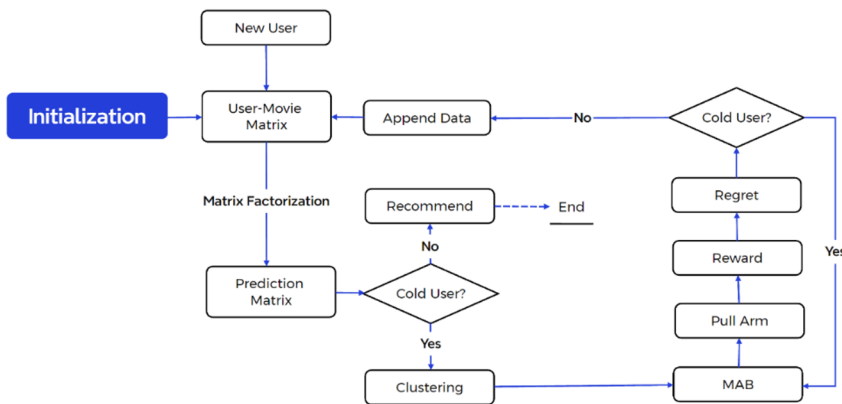 New User
Initialization
User-Movie
Matrix
Append Data
No
Cold User?
Matrix Factorization
Recommend
End
Regret
No
Yes
Reward
Prediction
Matrix
Cold User?
Pull Arm
Yes
Clustering
MAB